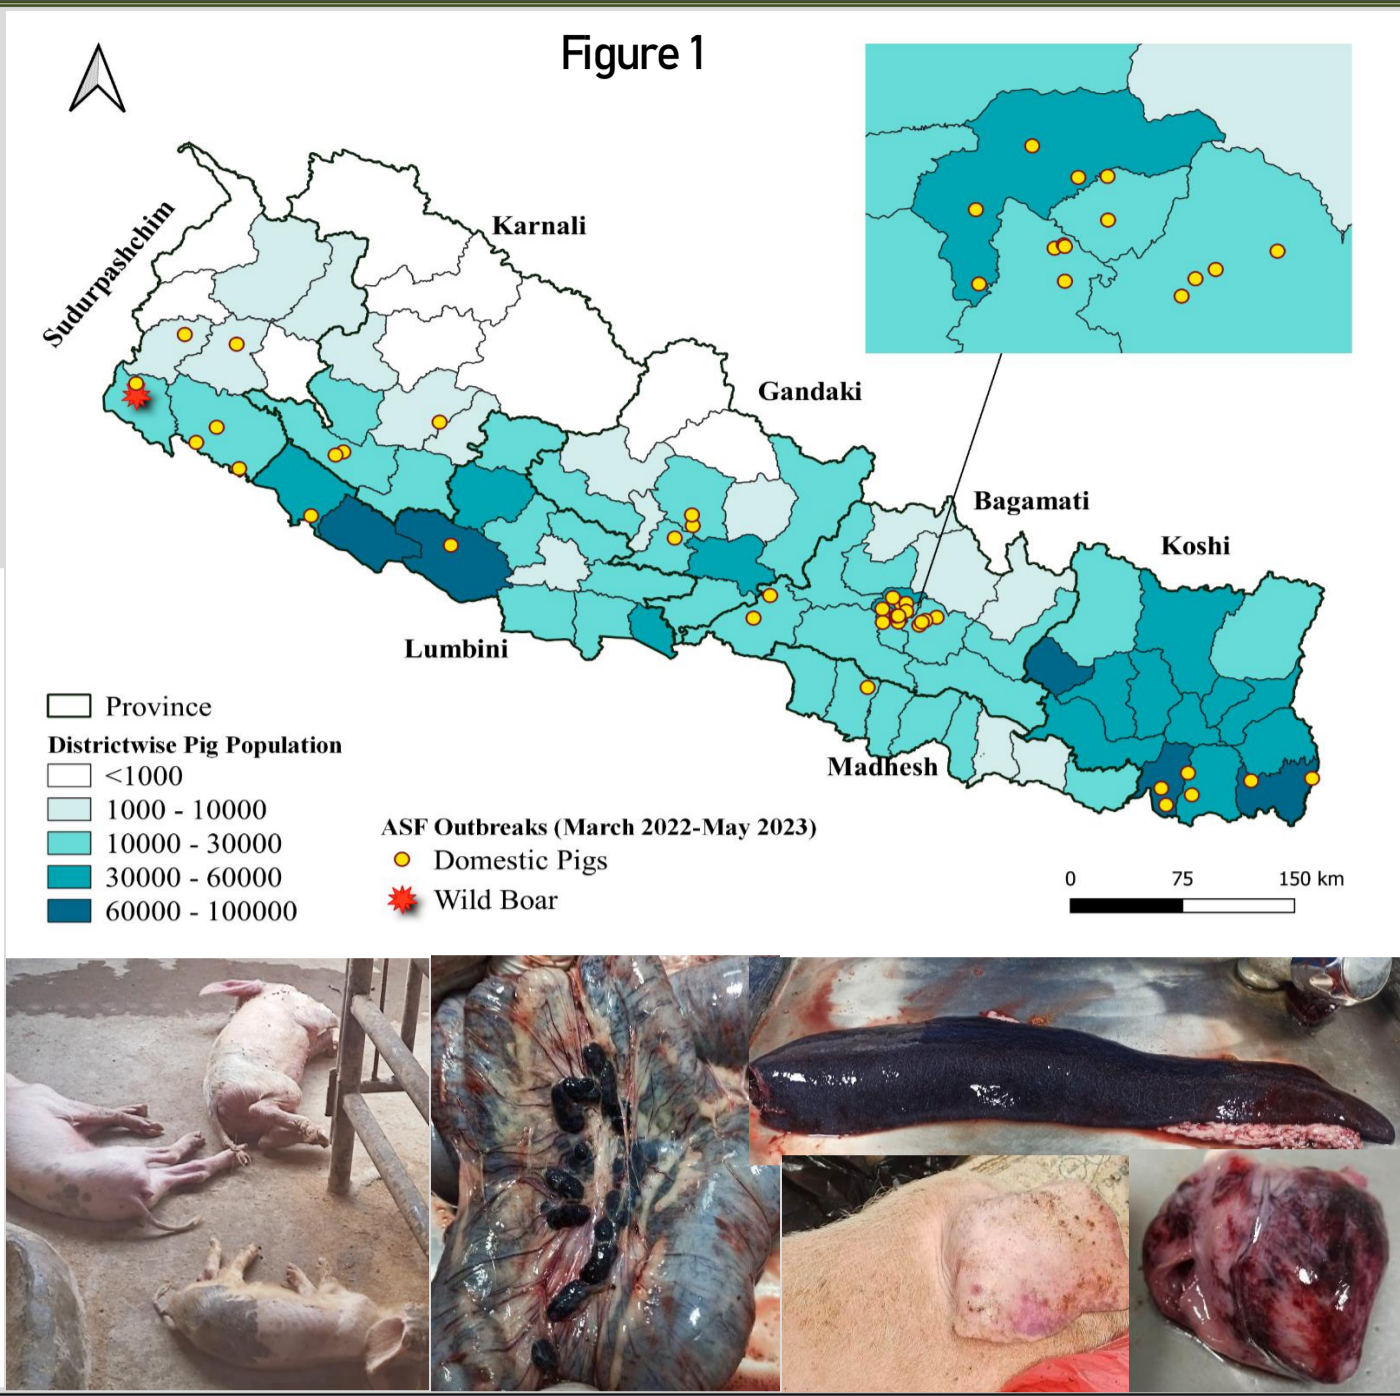 Figure 1
Sudurpashchim
Karnali
Gandaki
Bagamati
Koshi
Lumbini
Madhesh
Province
Districtwise Pig Population
<1000
1000 - 10000
10000 - 30000
30000 - 60000
60000 - 100000
ASF Outbreaks (March 2022-May 2023)
Domestic Pigs
Wild Boar
0 75 150 km